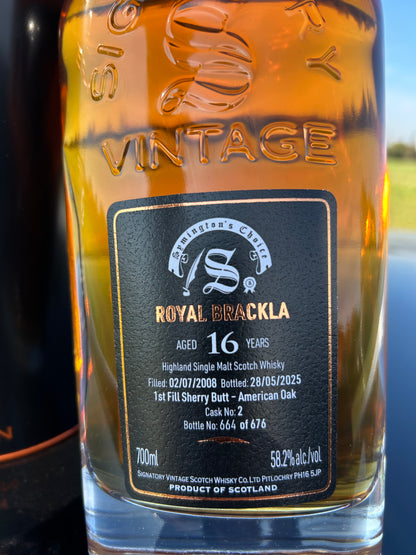 SIGNATORY
VINTAGE
Symington's Choice
S
ROYAL BRACKLA
AGED 16 YEARS
Highland Single Malt Scotch Whisky
Filled: 02/07/2008 Bottled: 28/05/2025
1st Fill Sherry Butt - American Oak
Cask No: 2
Bottle No: 664 of 676
700ml 58.2%alc/vol
SIGNATORY VINTAGE SCOTCH WHISKY CO. LTD PITLOCHRY PH16 5JP
PRODUCT OF SCOTLAND
N